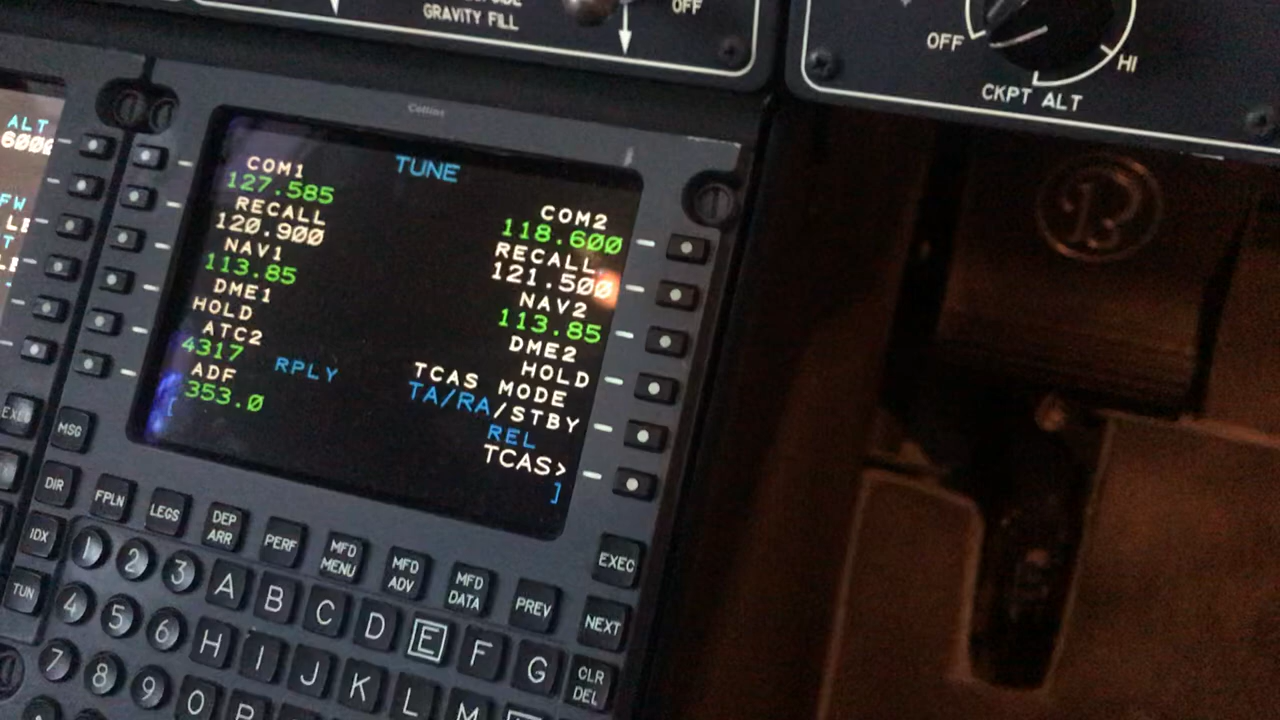 GRAVITY FILL
OFF
OFF
HI
CKPT ALT
Collins
ALT
TUNE
COM1
127.585
RECALL
120.900
NAV1
113.85
DME1
HOLD
ATC2
4317 RPLY
ADF
353.0
[
COM2
118.600
RECALL
121.500
NAV2
113.85
DME2
HOLD
TCAS MODE
TA/RA/STBY
REL
TCAS>
]
MSG
DIR
FPLN
LEGS
DEP
ARR
PERF
MFD
MENU
MFD
ADV
MFD
DATA
PREV
EXEC
IDX
1 2 3 A B C D E F G
NEXT
TUN
4 5 6 H I J K L M
CLR
DEL
7 8 9 O P
B